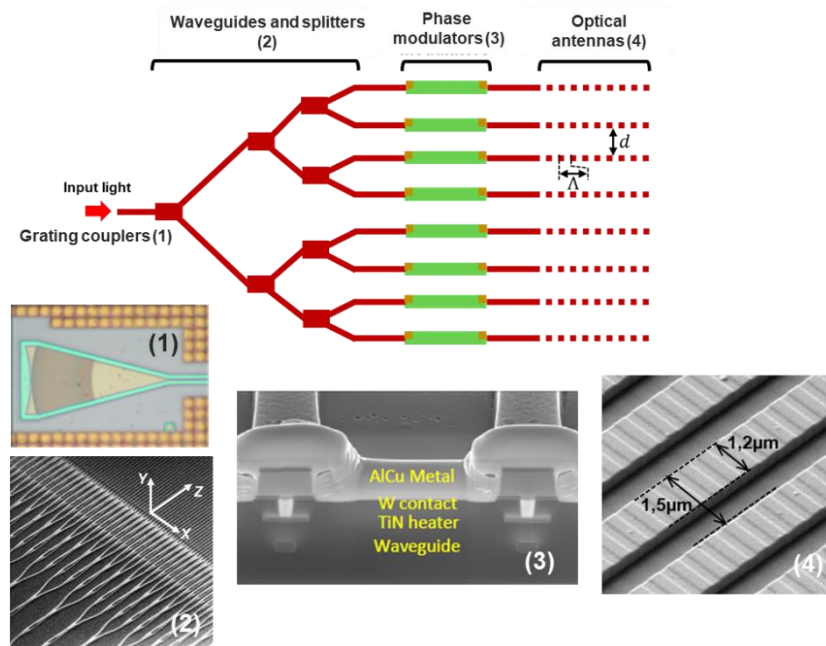 Waveguides and splitters
(2)
Phase
modulators (3)
Optical
antennas (4)
d
Λ
Input light
Grating couplers (1)
(1)
Y
Z
X
(2)
AlCu Metal
W contact
TiN heater
Waveguide
(3)
1,2µm
1,5µm
(4)